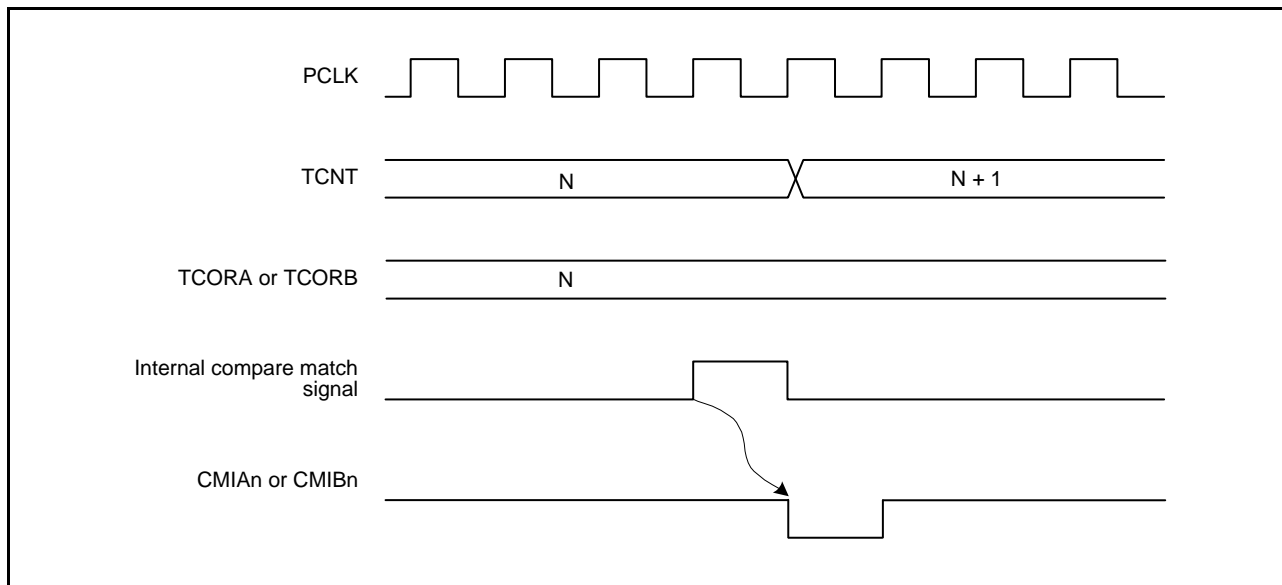 PCLK
TCNT
N
N + 1
TCORA or TCORB
N
Internal compare match
signal
CMIAn or CMIBn